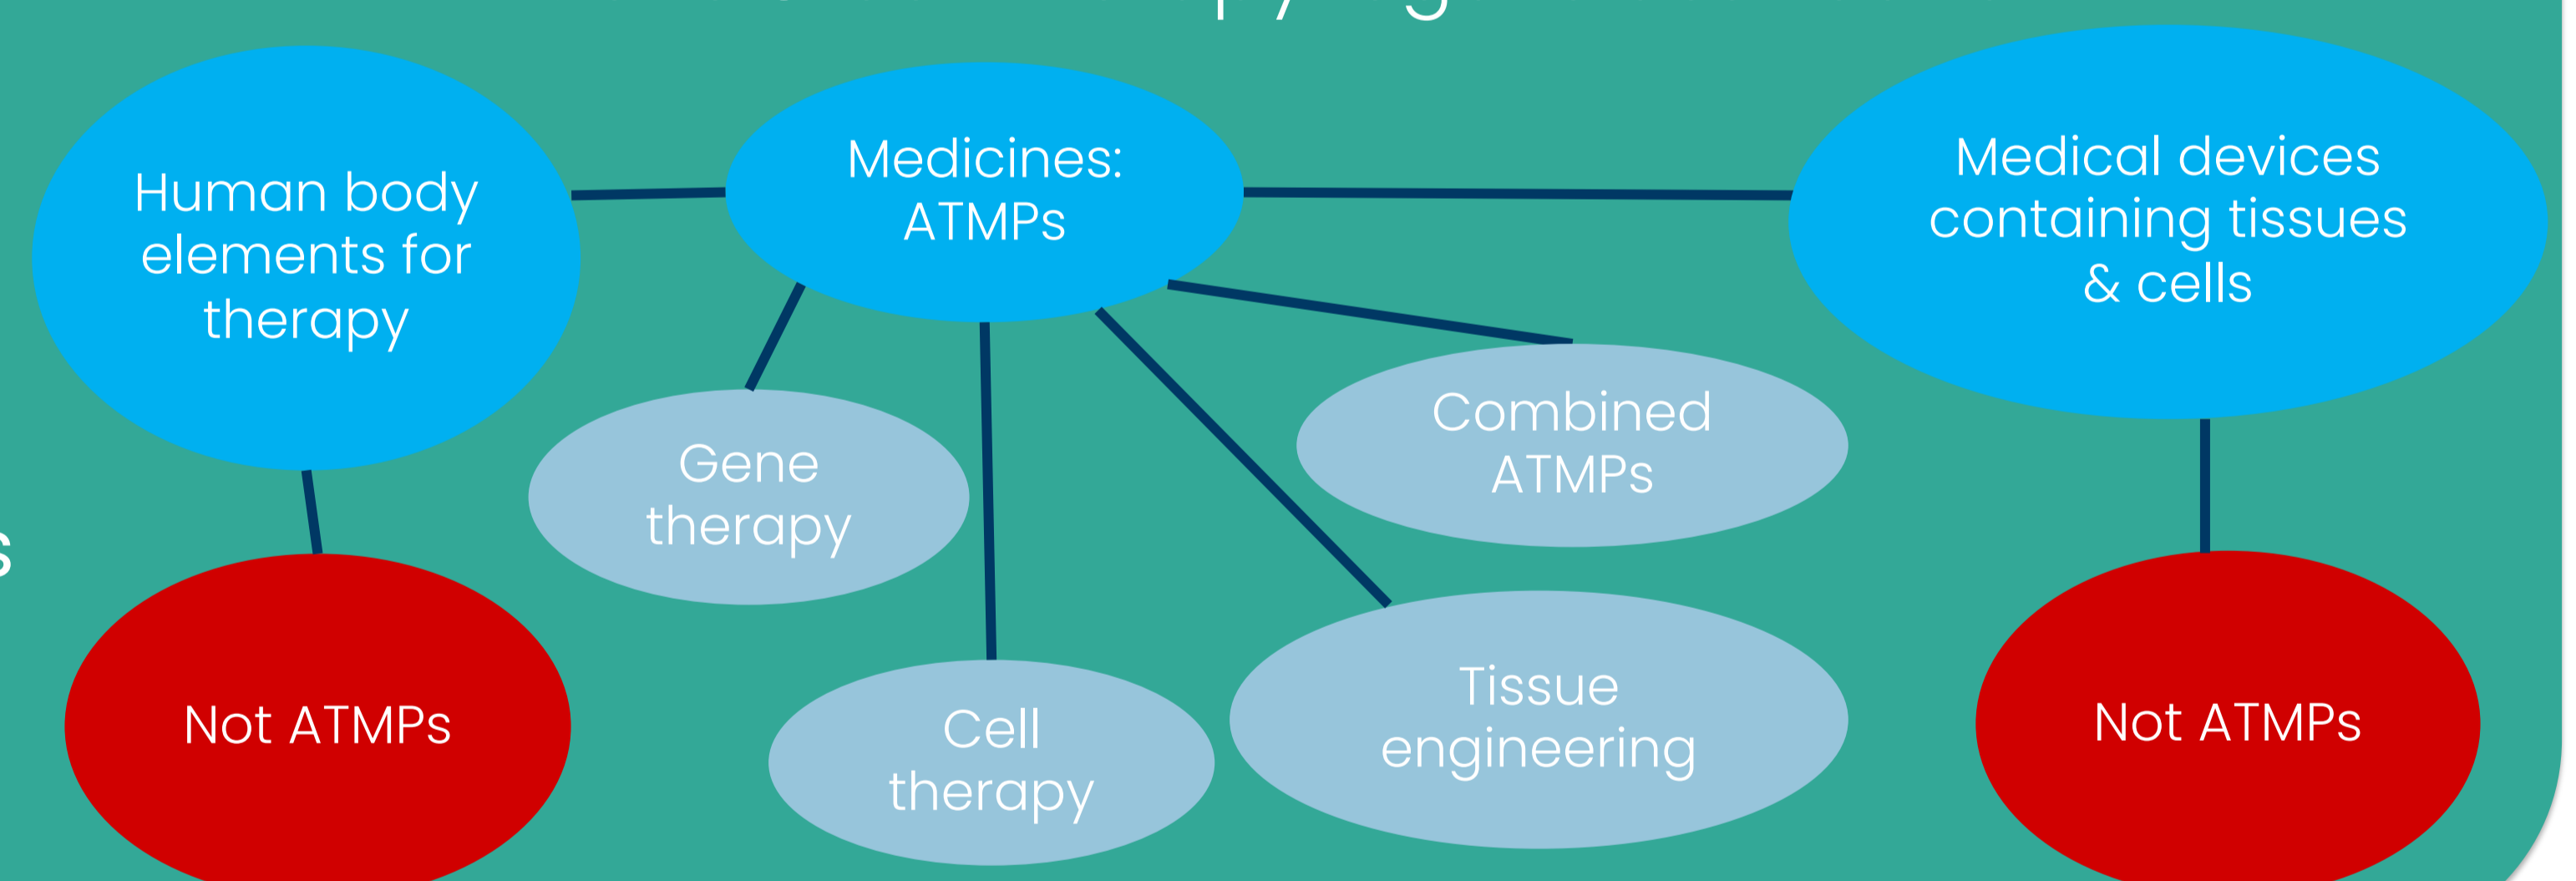 Human body
elements for
therapy
Medicines:
ATMPs
Medical devices
containing tissues
& cells
Gene
therapy
Combined
ATMPs
Cell
therapy
Tissue
engineering
Not ATMPs
Not ATMPs